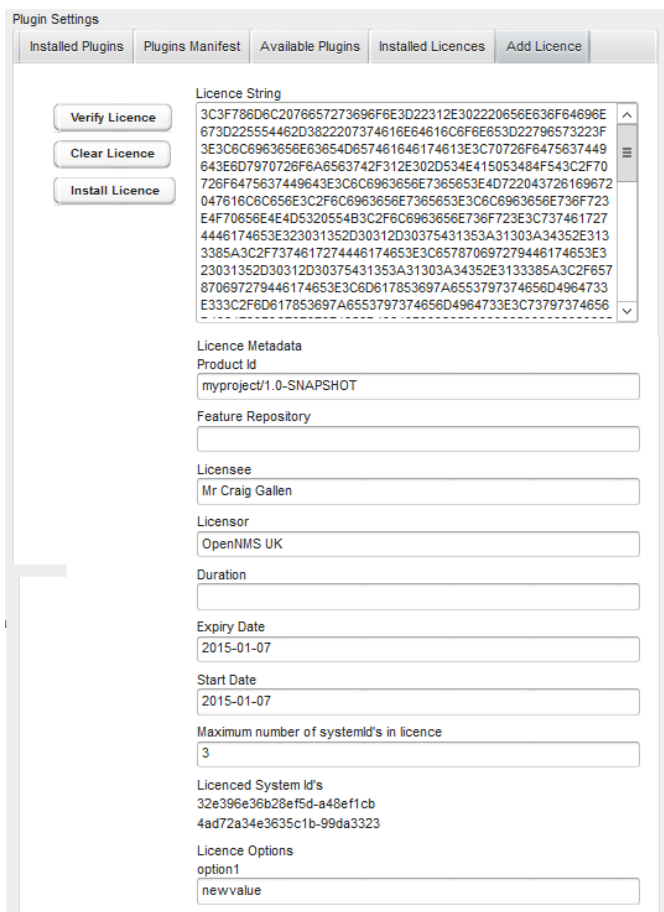 Plugin Settings
Installed Plugins Plugins Manifest Available Plugins Installed Licences Add Licence
Licence String
Verify Licence
Clear Licence
Install Licence
3C3F786D6C2076657273696F6E3D22312E302220656E636F64696E
673D225554462D3822207374616E64616C6F6E653D22796573223F
3E3C6C6963656E63654D657461646174613E3C70726F6475637449
643E6D7970726F6A6563742F312E302D534E415053484F543C2F70
726F6475637449643E3C6C6963656E7365653E4D722043726169672
047616C6C656E3C2F6C6963656E7365653E3C6C6963656E736F723
E4F70656E4E4D5320554B3C2F6C6963656E736F723E3C737461727
4446174653E323031352D30312D30375431353A31303A34352E313
3385A3C2F7374617274446174653E3C657870697279446174653E3
23031352D30312D30375431353A31303A34352E3133385A3C2F657
870697279446174653E3C6D617853697A6553797374656D4964733
E333C2F6D617853697A6553797374656D4964733E3C73797374656
Licence Metadata
Product Id
myproject/1.0-SNAPSHOT
Feature Repository
Licensee
Mr Craig Gallen
Licensor
OpenNMS UK
Duration
Expiry Date
2015-01-07
Start Date
2015-01-07
Maximum number of systemId's in licence
3
Licenced System Id's
32e396e36b28ef5d-a48ef1cb
4ad72a34e3635c1b-99da3323
Licence Options
option1
newvalue